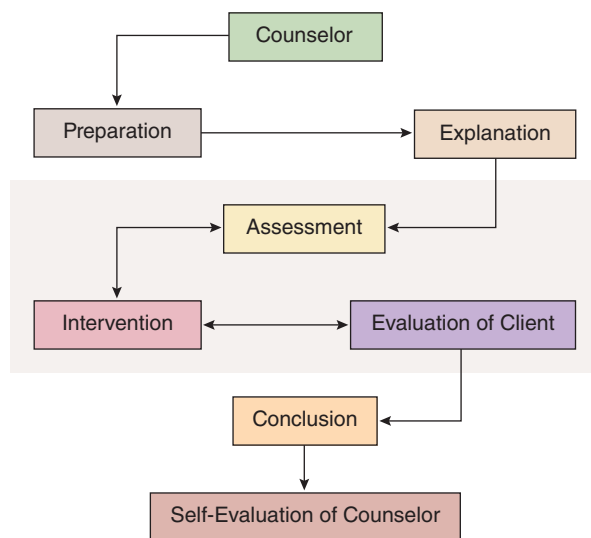 Counselor
Preparation
Explanation
Assessment
Intervention
Evaluation of Client
Conclusion
Self-Evaluation of Counselor